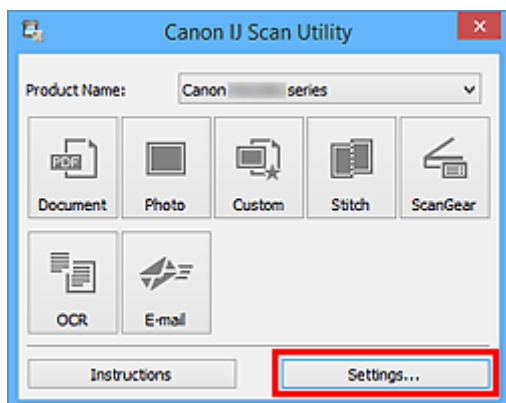 Canon IJ Scan Utility
Product Name: Canon series
PDF
Document Photo Custom Stitch ScanGear
OCR E-mail
Instructions Settings...